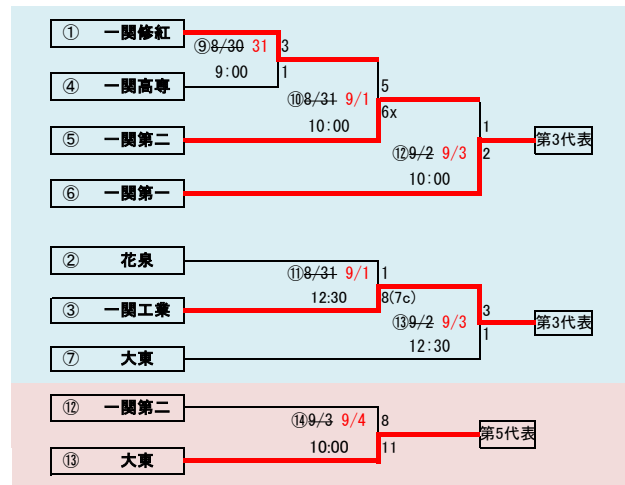 ① 一関修紅
⑨8/30 31 3
9:00 1
④ 一関高専
5
⑩8/31 9/1
6x
10:00
⑤ 一関第二
1
第3代表
⑫9/2 9/3 2
10:00
⑥ 一関第一
② 花泉
⑪8/31 9/1 1
12:30 8(7c)
③ 一関工業
3
⑬9/2 9/3 第3代表
1
12:30
⑦ 大東
⑫ 一関第二
⑭9/3 9/4 8
第5代表
10:00 11
⑬ 大東